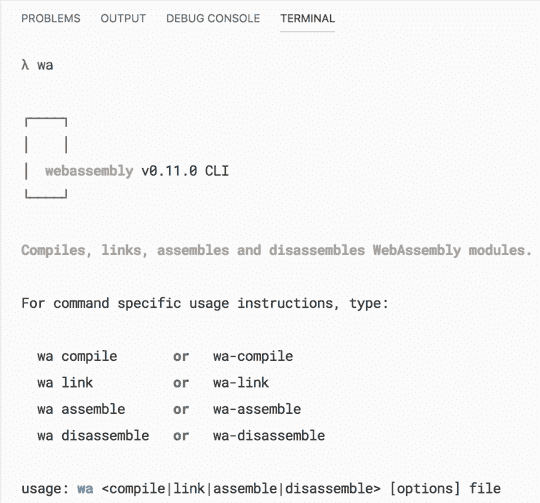 PROBLEMS OUTPUT DEBUG CONSOLE TERMINAL
λ wa
webassembly v0.11.0 CLI
Compiles, links, assembles and disassembles WebAssembly modules.
For command specific usage instructions, type:
wa compile or wa-compile
wa link or wa-link
wa assemble or wa-assemble
wa disassemble or wa-disassemble
usage: wa <compile|link|assemble|disassemble> [options] file